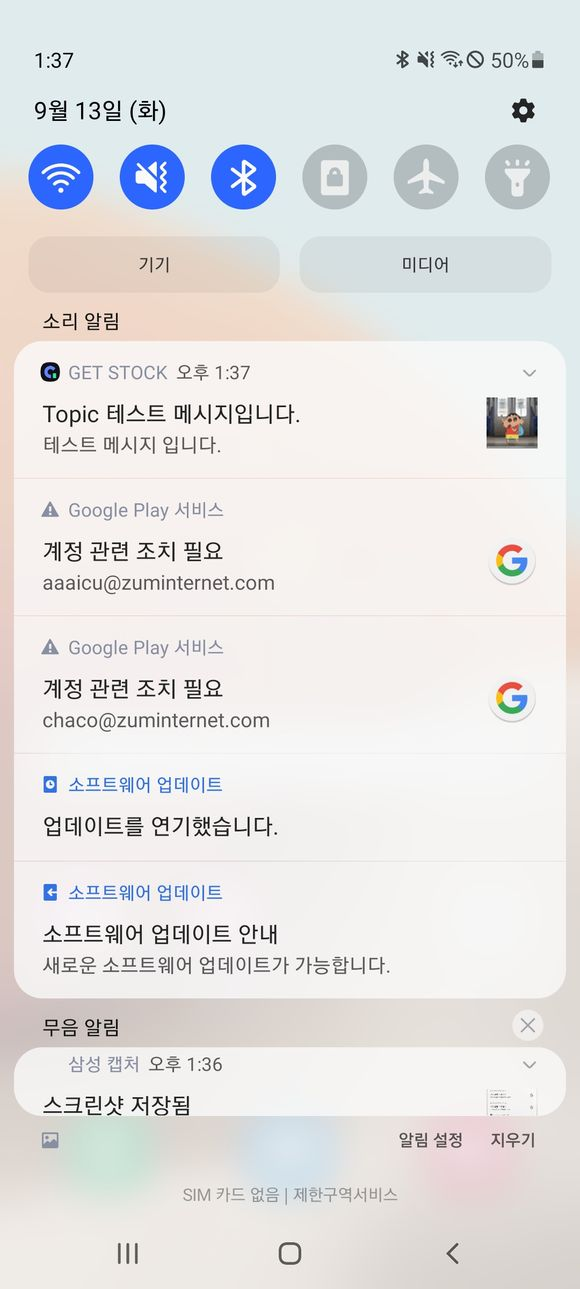 1:37
50%
9월 13일 (화)
기기
미디어
소리 알림
GET STOCK 오후 1:37
Topic 테스트 메시지입니다.
테스트 메시지 입니다.
Google Play 서비스
계정 관련 조치 필요
aaaicu@zuminternet.com
Google Play 서비스
계정 관련 조치 필요
chaco@zuminternet.com
소프트웨어 업데이트
업데이트를 연기했습니다.
소프트웨어 업데이트
소프트웨어 업데이트 안내
새로운 소프트웨어 업데이트가 가능합니다.
무음 알림
삼성 캡처 오후 1:36
스크린샷 저장됨
알림 설정 지우기
SIM 카드 없음 | 제한구역서비스